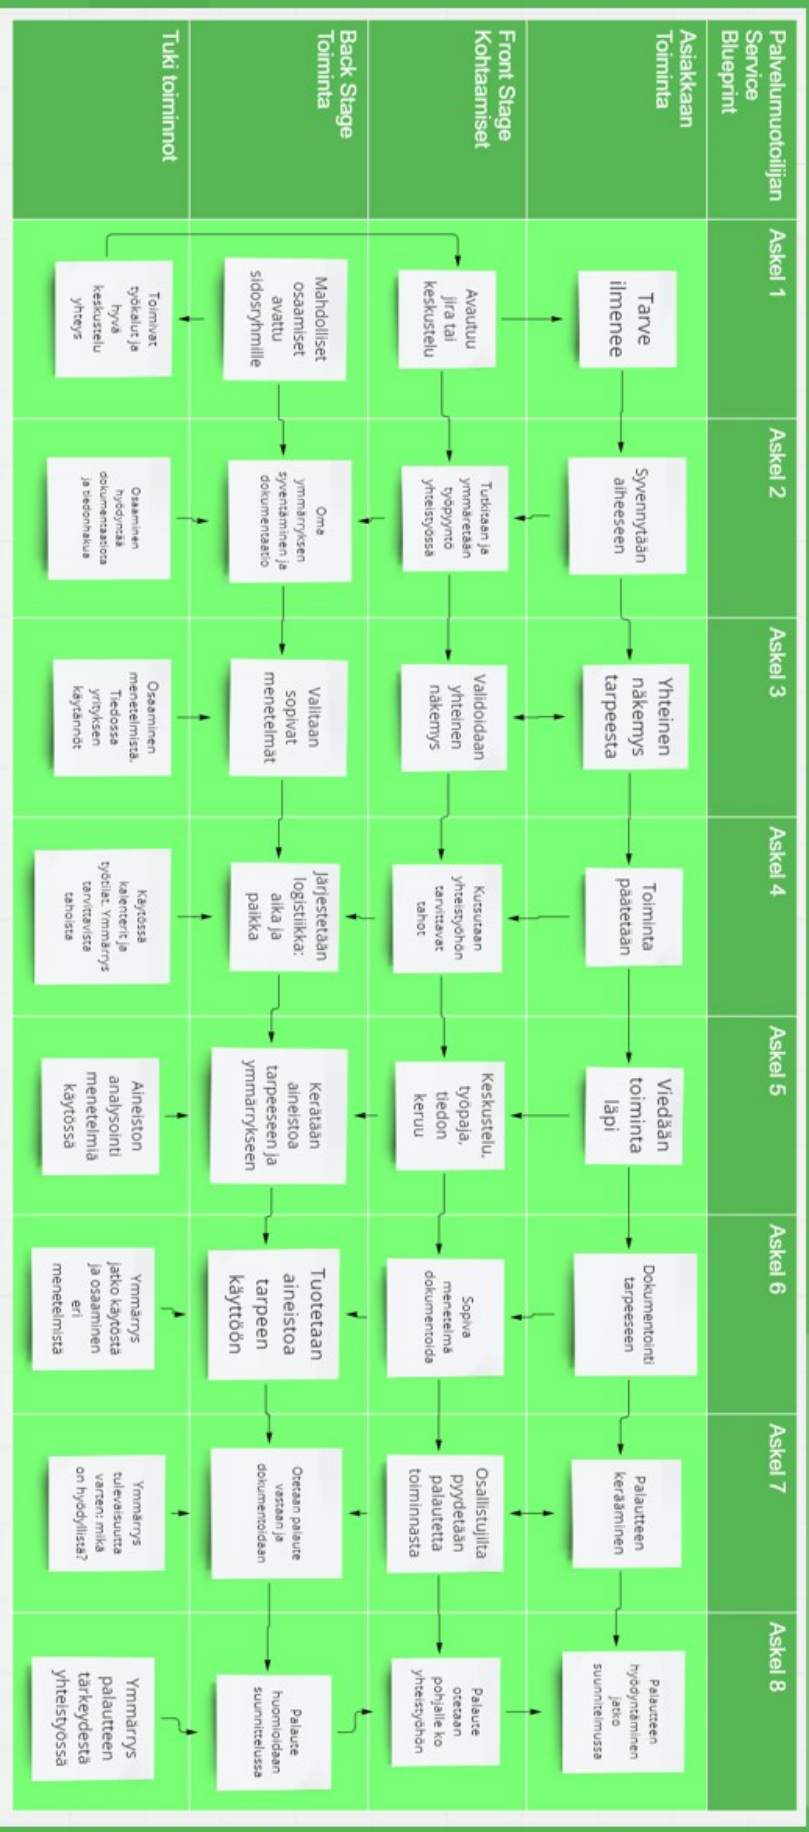 Palvelumuotoilijan
Service
Blueprint
Askel 1
Askel 2
Askel 3
Askel 4
Askel 5
Askel 6
Askel 7
Askel 8
Asiakkaan
Toiminta
Tarve
ilmenee
Syvennytään
aiheeseen
Yhteinen
näkemys
tarpeesta
Toiminta
päätetään
Viedään
toiminta
läpi
Dokumentointi
tarpeeseen
Palautteen
kerääminen
Palautteen
hyödyntäminen
jatko
suunnitelmussa
Front Stage
Kohtaamiset
Avautuu
jira tai
keskustelu
Tutkitaan ja
ymmäretään
työpyyntö
yhteistyössä
Validoidaan
yhteinen
näkemys
Kutsutaan
yhteistyöhön
tarvittavat
tahot
Keskustelu,
työpaja,
tiedon
keruu
Sopiva
menetelmä
dokumentoida
Osallistujilta
pyydetään
palautetta
toiminnasta
Palaute
otetaan
pohjalle ko
yhteistyöhön
Back Stage
Toiminta
Mahdolliset
osaamiset
avattu
sidosryhmille
Oma
ymmärryksen
syventäminen ja
dokumentaatio
Valitaan
sopivat
menetelmät
Järjestetään
logistiikka:
aika ja
paikka
Kerätään
aineistoa
tarpeeseen ja
ymmärrykseen
Tuotetaan
aineistoa
tarpeen
käyttöön
Otetaan palaute
vastaan ja
dokumentoidaan
Palaute
huomioidaan
suunnittelussa
Tuki toiminnot
Toimivat
työkalut ja
hyvä
keskustelu
yhteys
Osaaminen
hyödyntää
dokumentaatiota
ja tiedonhakua
Osaaminen
menetelmistä.
Tiedossa
yrityksen
käytännöt
Käytössä
kalenterit ja
työtilat. Ymmärrys
tarvittavista
tahoista
Aineiston
analysointi
menetelmiä
käytössä
Ymmärrys
jatko käytöstä
ja osaaminen
eri
menetelmistä
Ymmärrys
tulevaisuutta
varten: mikä
on hyödyllistä?
Ymmärrys
palautteen
tärkeydestä
yhteistyössä